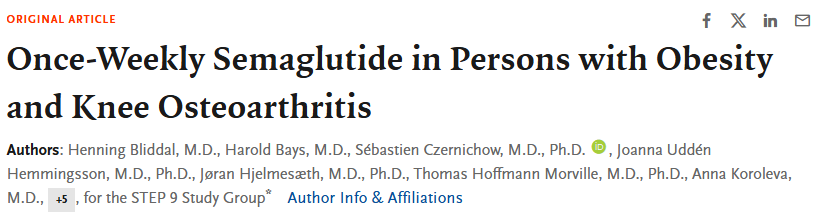 ORIGINAL ARTICLE
Once-Weekly Semaglutide in Persons with Obesity
and Knee Osteoarthritis
Authors: Henning Bliddal, M.D., Harold Bays, M.D., Sébastien Czernichow, M.D., Ph.D. iD, Joanna Uddén
Hemmingsson, M.D., Ph.D., Jøran Hjelmesæth, M.D., Ph.D., Thomas Hoffmann Morville, M.D., Ph.D., Anna Koroleva,
M.D., +5, for the STEP 9 Study Group* Author Info & Affiliations